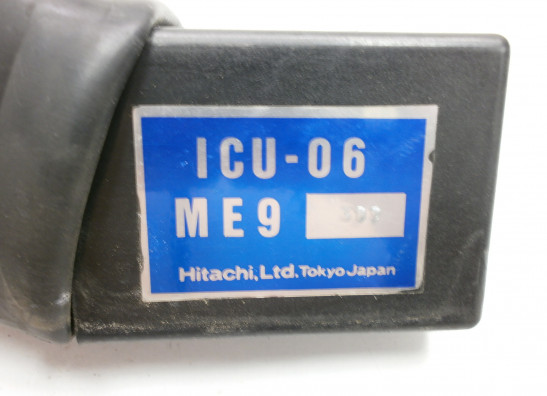 ICU-06
ME9
Hitachi, Ltd. Tokyo Japan